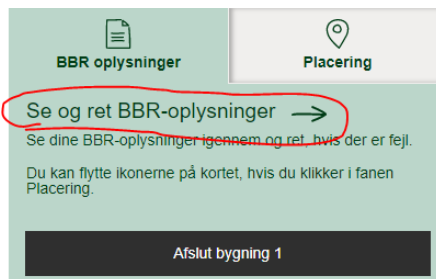 BBR oplysninger
Placering
Se og ret BBR-oplysninger
Se dine BBR-oplysninger igennem og ret, hvis der er fejl.
Du kan flytte ikonerne på kortet, hvis du klikker i fanen
Placering.
Afslut bygning 1